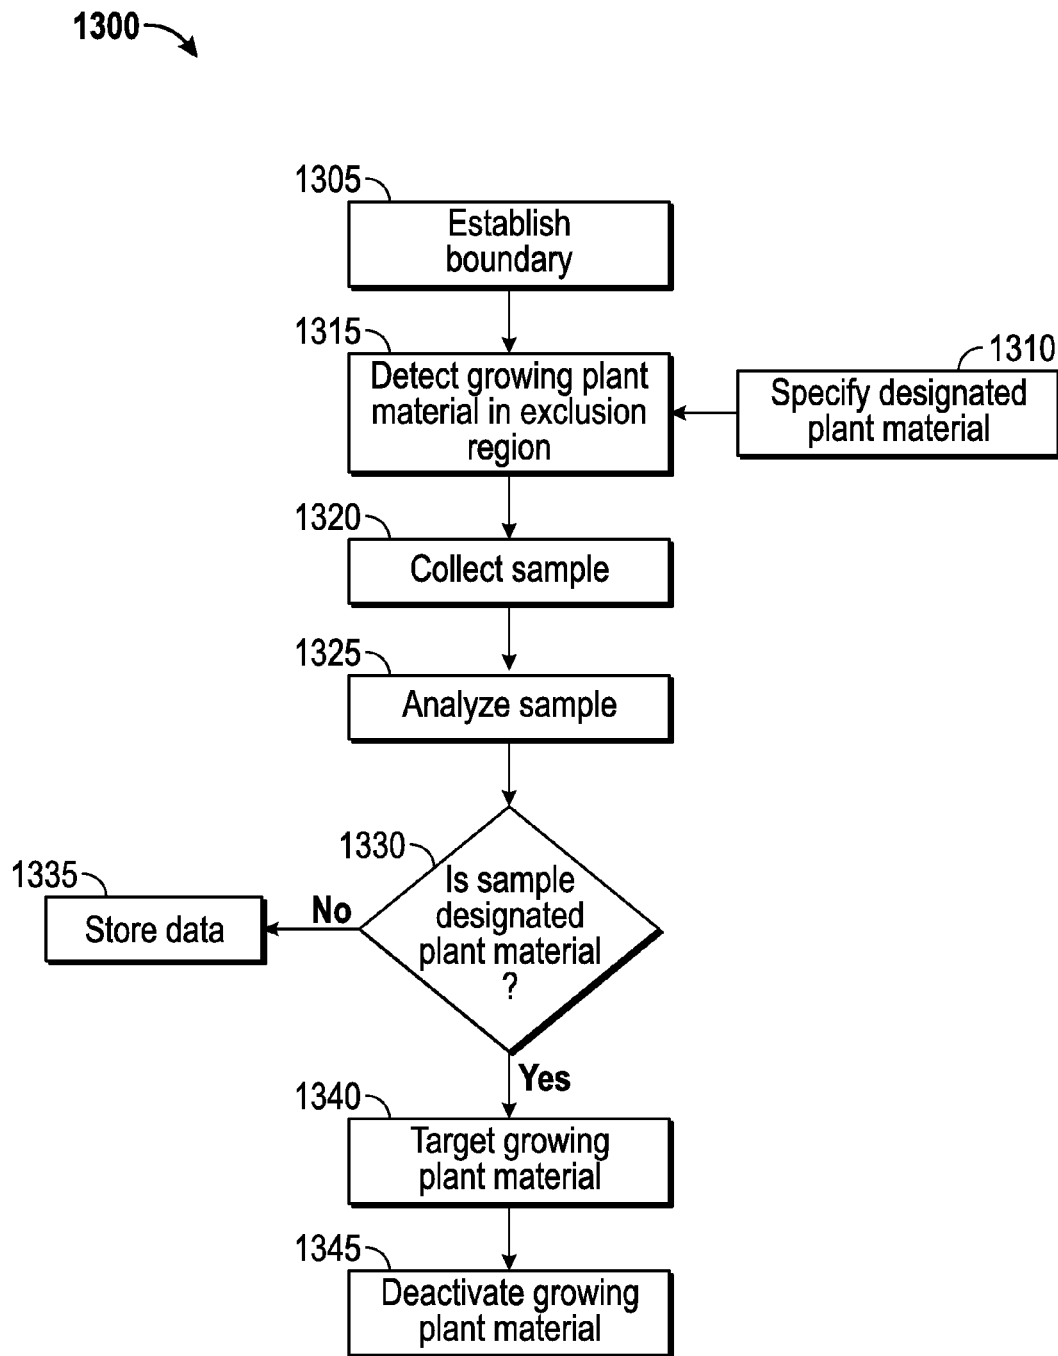 1300
1305
Establish
boundary
1315
Detect growing plant
material in exclusion
region
1310
Specify designated
plant material
1320
Collect sample
1325
Analyze sample
1330
Is sample
designated
plant material
?
No
1335
Store data
Yes
1340
Target growing
plant material
1345
Deactivate growing
plant material